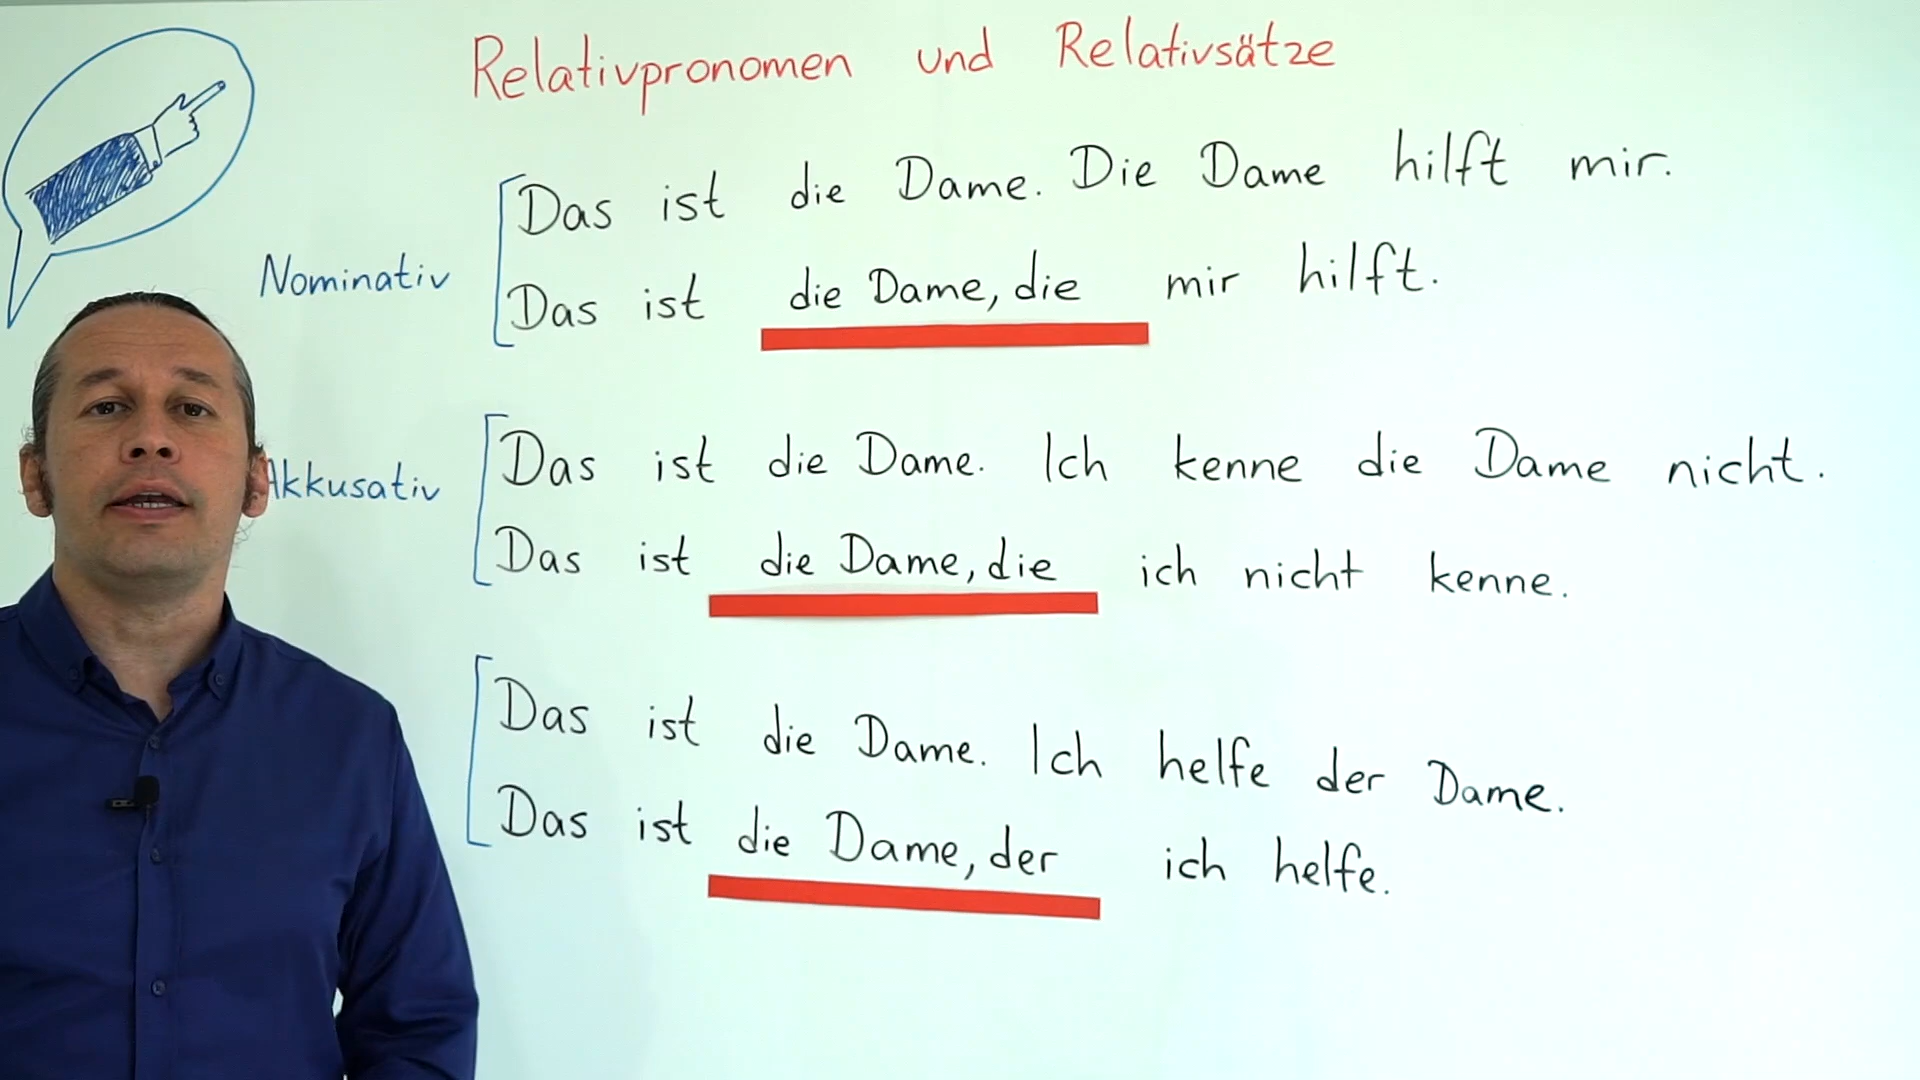 Relativpronomen und Relativsätze
Das ist die Dame. Die Dame hilft mir.
Nominativ
Das ist die Dame, die mir hilft.
Das ist die Dame. Ich kenne die Dame nicht.
Akkusativ
Das ist die Dame, die ich nicht kenne.
Das ist die Dame. Ich helfe der Dame.
Das ist die Dame, der ich helfe.